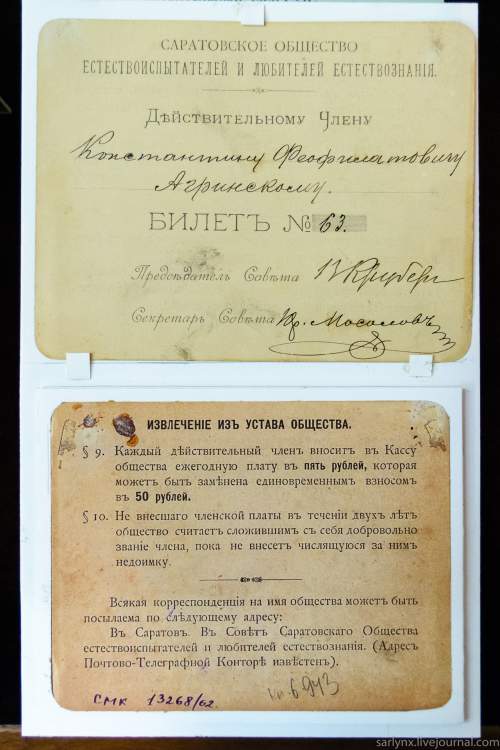 САРАТОВСКОЕ ОБЩЕСТВО
ЕСТЕСТВОИСПЫТАТЕЛЕЙ И ЛЮБИТЕЛЕЙ ЕСТЕСТВОЗНАНІЯ.
Дѣйствительному Члену
Константину Феофилатовичу
Агринскому.
БИЛЕТЪ № 63.
Предсѣдатель Совѣта
Секретарь Совѣта Мосоловъ
ИЗВЛЕЧЕНІЕ ИЗЪ УСТАВА ОБЩЕСТВА.
§ 9. Каждый дѣйствительный членъ вноситъ въ Кассу
общества ежегодную плату въ пять рублей, которая
можетъ быть замѣнена единовременнымъ взносомъ
въ 50 рублей.
§ 10. Не внесшаго членской платы въ теченіи двухъ лѣтъ
общество считаетъ сложившимъ съ себя добровольно
званіе члена, пока не внесетъ числящуюся за нимъ
недоимку.
Всякая корреспонденція на имя общества можетъ быть
посылаема по слѣдующему адресу:
Въ Саратовъ. Въ Совѣтъ Саратовскаго Общества
естествоиспытателей и любителей естествознанія. (Адресъ
Почтово-Телеграфной Конторѣ извѣстенъ).
СМК 13268/62
6943
sarlynx.livejournal.com